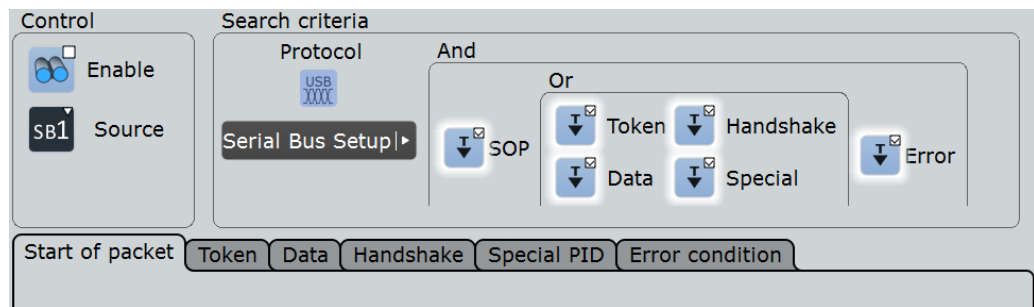 Control
Search criteria
Enable
SB1 Source
Protocol
USB
Serial Bus Setup
And
SOP
Or
T Token T Handshake
T Data T Special
T Error
Start of packet Token Data Handshake Special PID Error condition